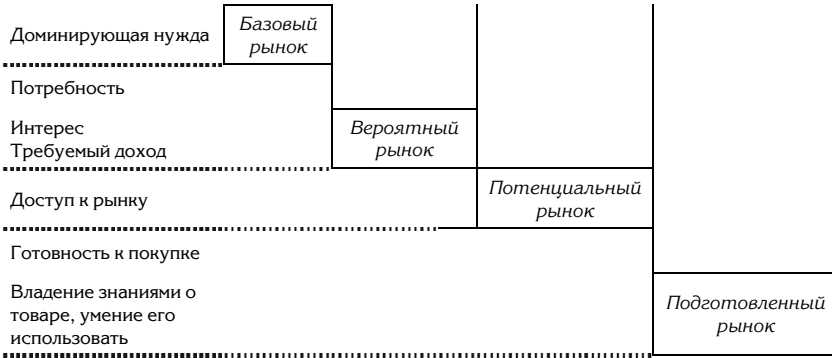 Доминирующая нужда
Базовый
рынок
Потребность
Интерес
Требуемый доход
Вероятный
рынок
Доступ к рынку
Потенциальный
рынок
Готовность к покупке
Владение знаниями о
товаре, умение его
использовать
Подготовленный
рынок